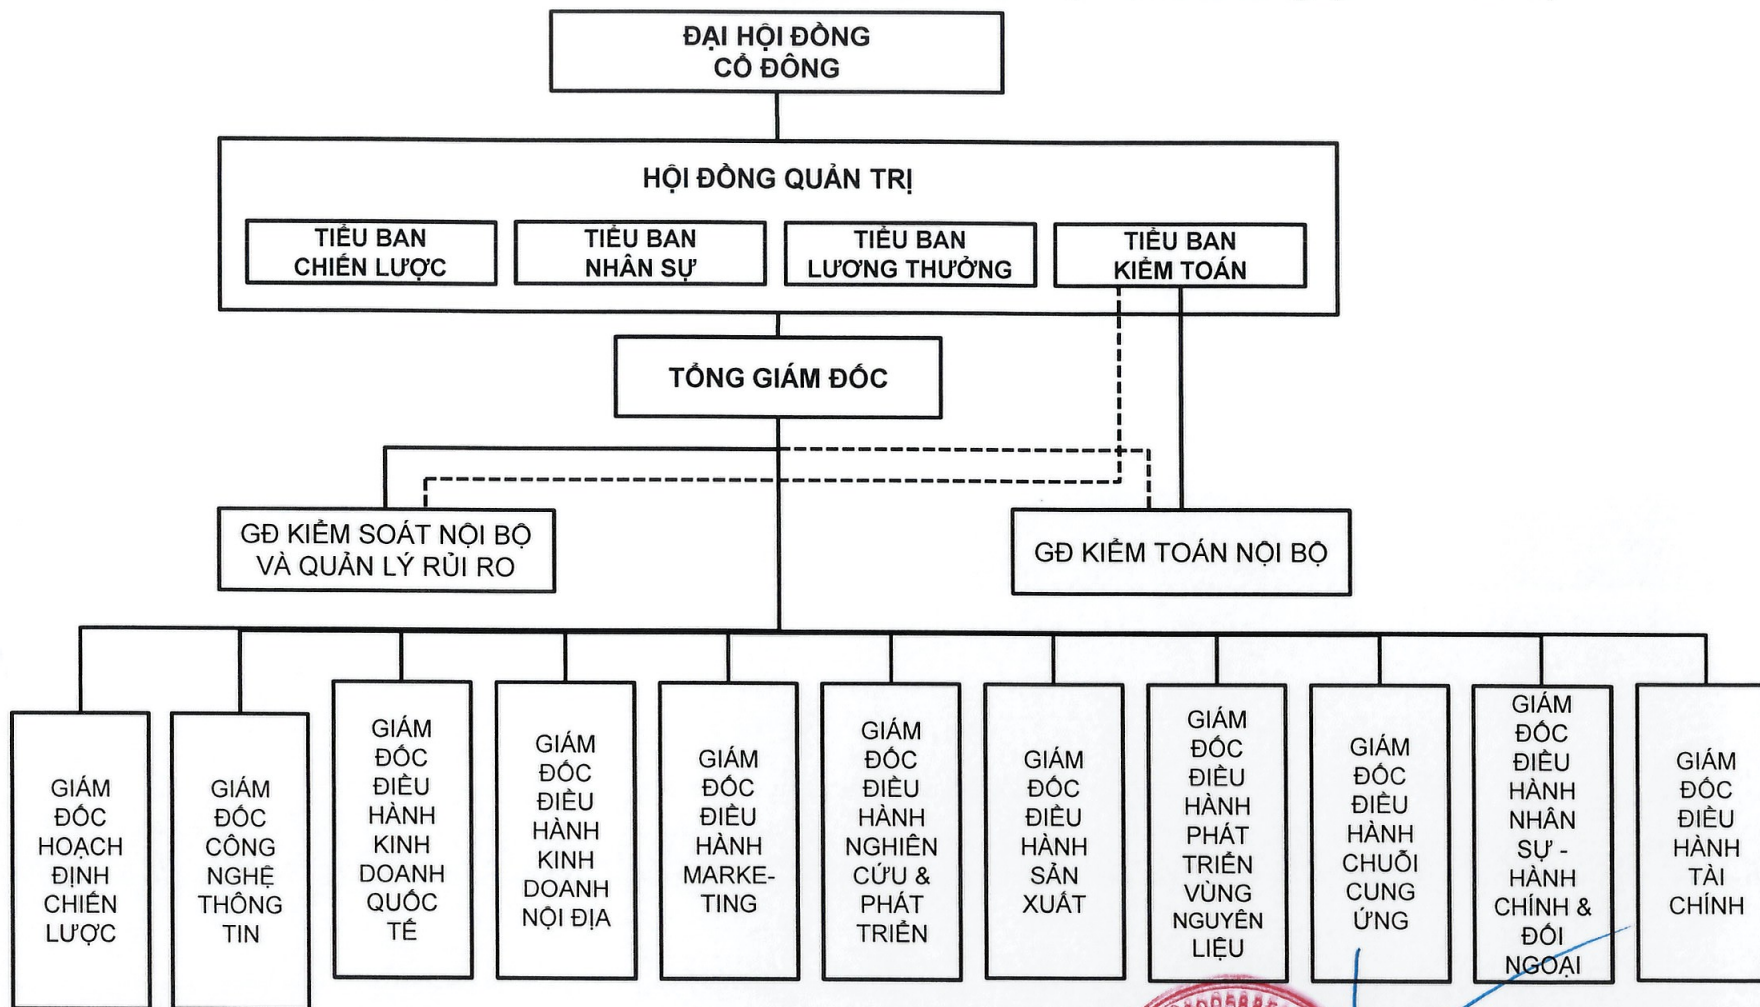 ĐẠI HỘI ĐỒNG
CỔ ĐÔNG
HỘI ĐỒNG QUẢN TRỊ
TIỂU BAN
CHIẾN LƯỢC
TIỂU BAN
NHÂN SỰ
TIỂU BAN
LƯƠNG THƯỞNG
TIỂU BAN
KIỂM TOÁN
TỔNG GIÁM ĐỐC
GĐ KIỂM SOÁT NỘI BỘ
VÀ QUẢN LÝ RỦI RO
GĐ KIỂM TOÁN NỘI BỘ
GIÁM
ĐỐC
HOẠCH
ĐỊNH
CHIẾN
LƯỢC
GIÁM
ĐỐC
CÔNG
NGHỆ
THÔNG
TIN
GIÁM
ĐỐC
ĐIỀU
HÀNH
KINH
DOANH
QUỐC
TẾ
GIÁM
ĐỐC
ĐIỀU
HÀNH
KINH
DOANH
NỘI ĐỊA
GIÁM
ĐỐC
ĐIỀU
HÀNH
MARKE-
TING
GIÁM
ĐỐC
ĐIỀU
HÀNH
NGHIÊN
CỨU &
PHÁT
TRIỂN
GIÁM
ĐỐC
ĐIỀU
HÀNH
SẢN
XUẤT
GIÁM
ĐỐC
ĐIỀU
HÀNH
PHÁT
TRIỂN
VÙNG
NGUYÊN
LIỆU
GIÁM
ĐỐC
ĐIỀU
HÀNH
CHUỖI
CUNG
ỨNG
GIÁM
ĐỐC
ĐIỀU
HÀNH
NHÂN
SỰ -
HÀNH
CHÍNH &
ĐỐI
NGOẠI
GIÁM
ĐỐC
ĐIỀU
HÀNH
TÀI
CHÍNH